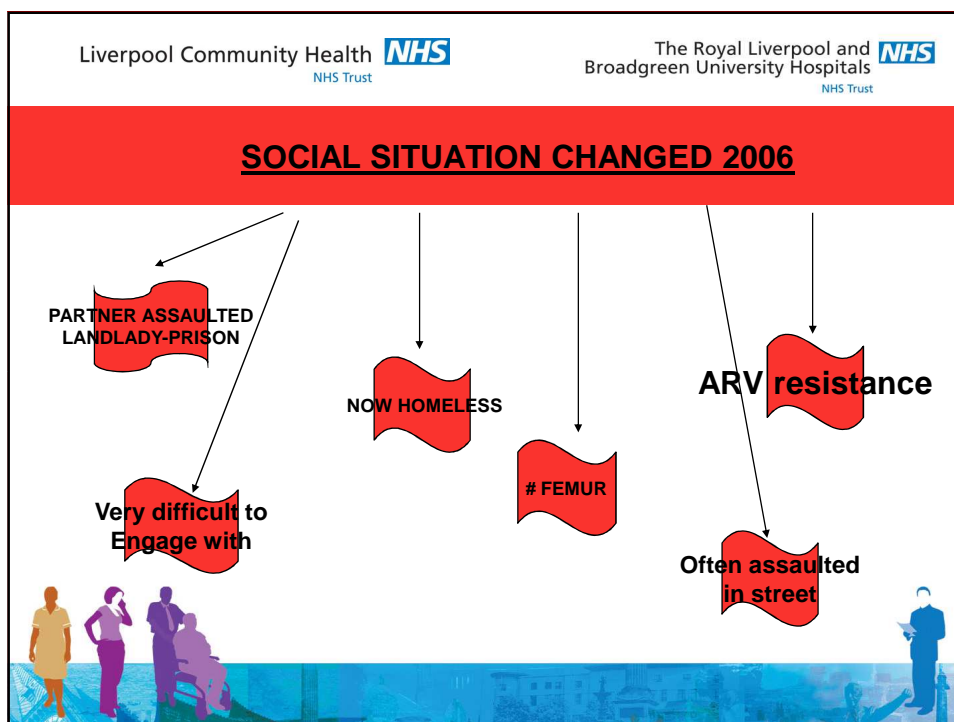 Liverpool Community Health NHS
NHS Trust
The Royal Liverpool and NHS
Broadgreen University Hospitals
NHS Trust
SOCIAL SITUATION CHANGED 2006
PARTNER ASSAULTED
LANDLADY-PRISON
NOW HOMELESS
ARV resistance
# FEMUR
Very difficult to
Engage with
Often assaulted
in street